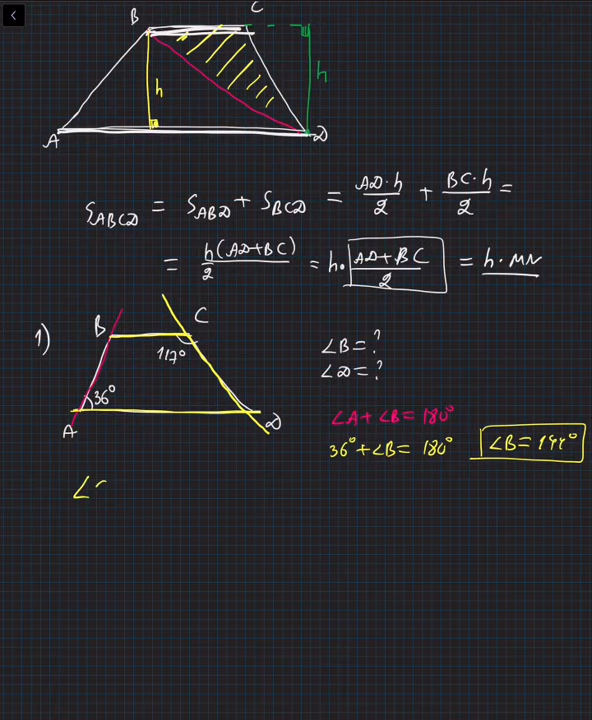 B C
h h
A D
S_ABCD = S_ABD + S_BCD = AD·h/2 + BC·h/2 =
= h(AD+BC)/2 = h·AD+BC/2 = h·MN
1) B C
117° ∠B = ?
∠D = ?
36°
A D
∠A + ∠B = 180°
36° + ∠B = 180° ∠B = 144°
∠